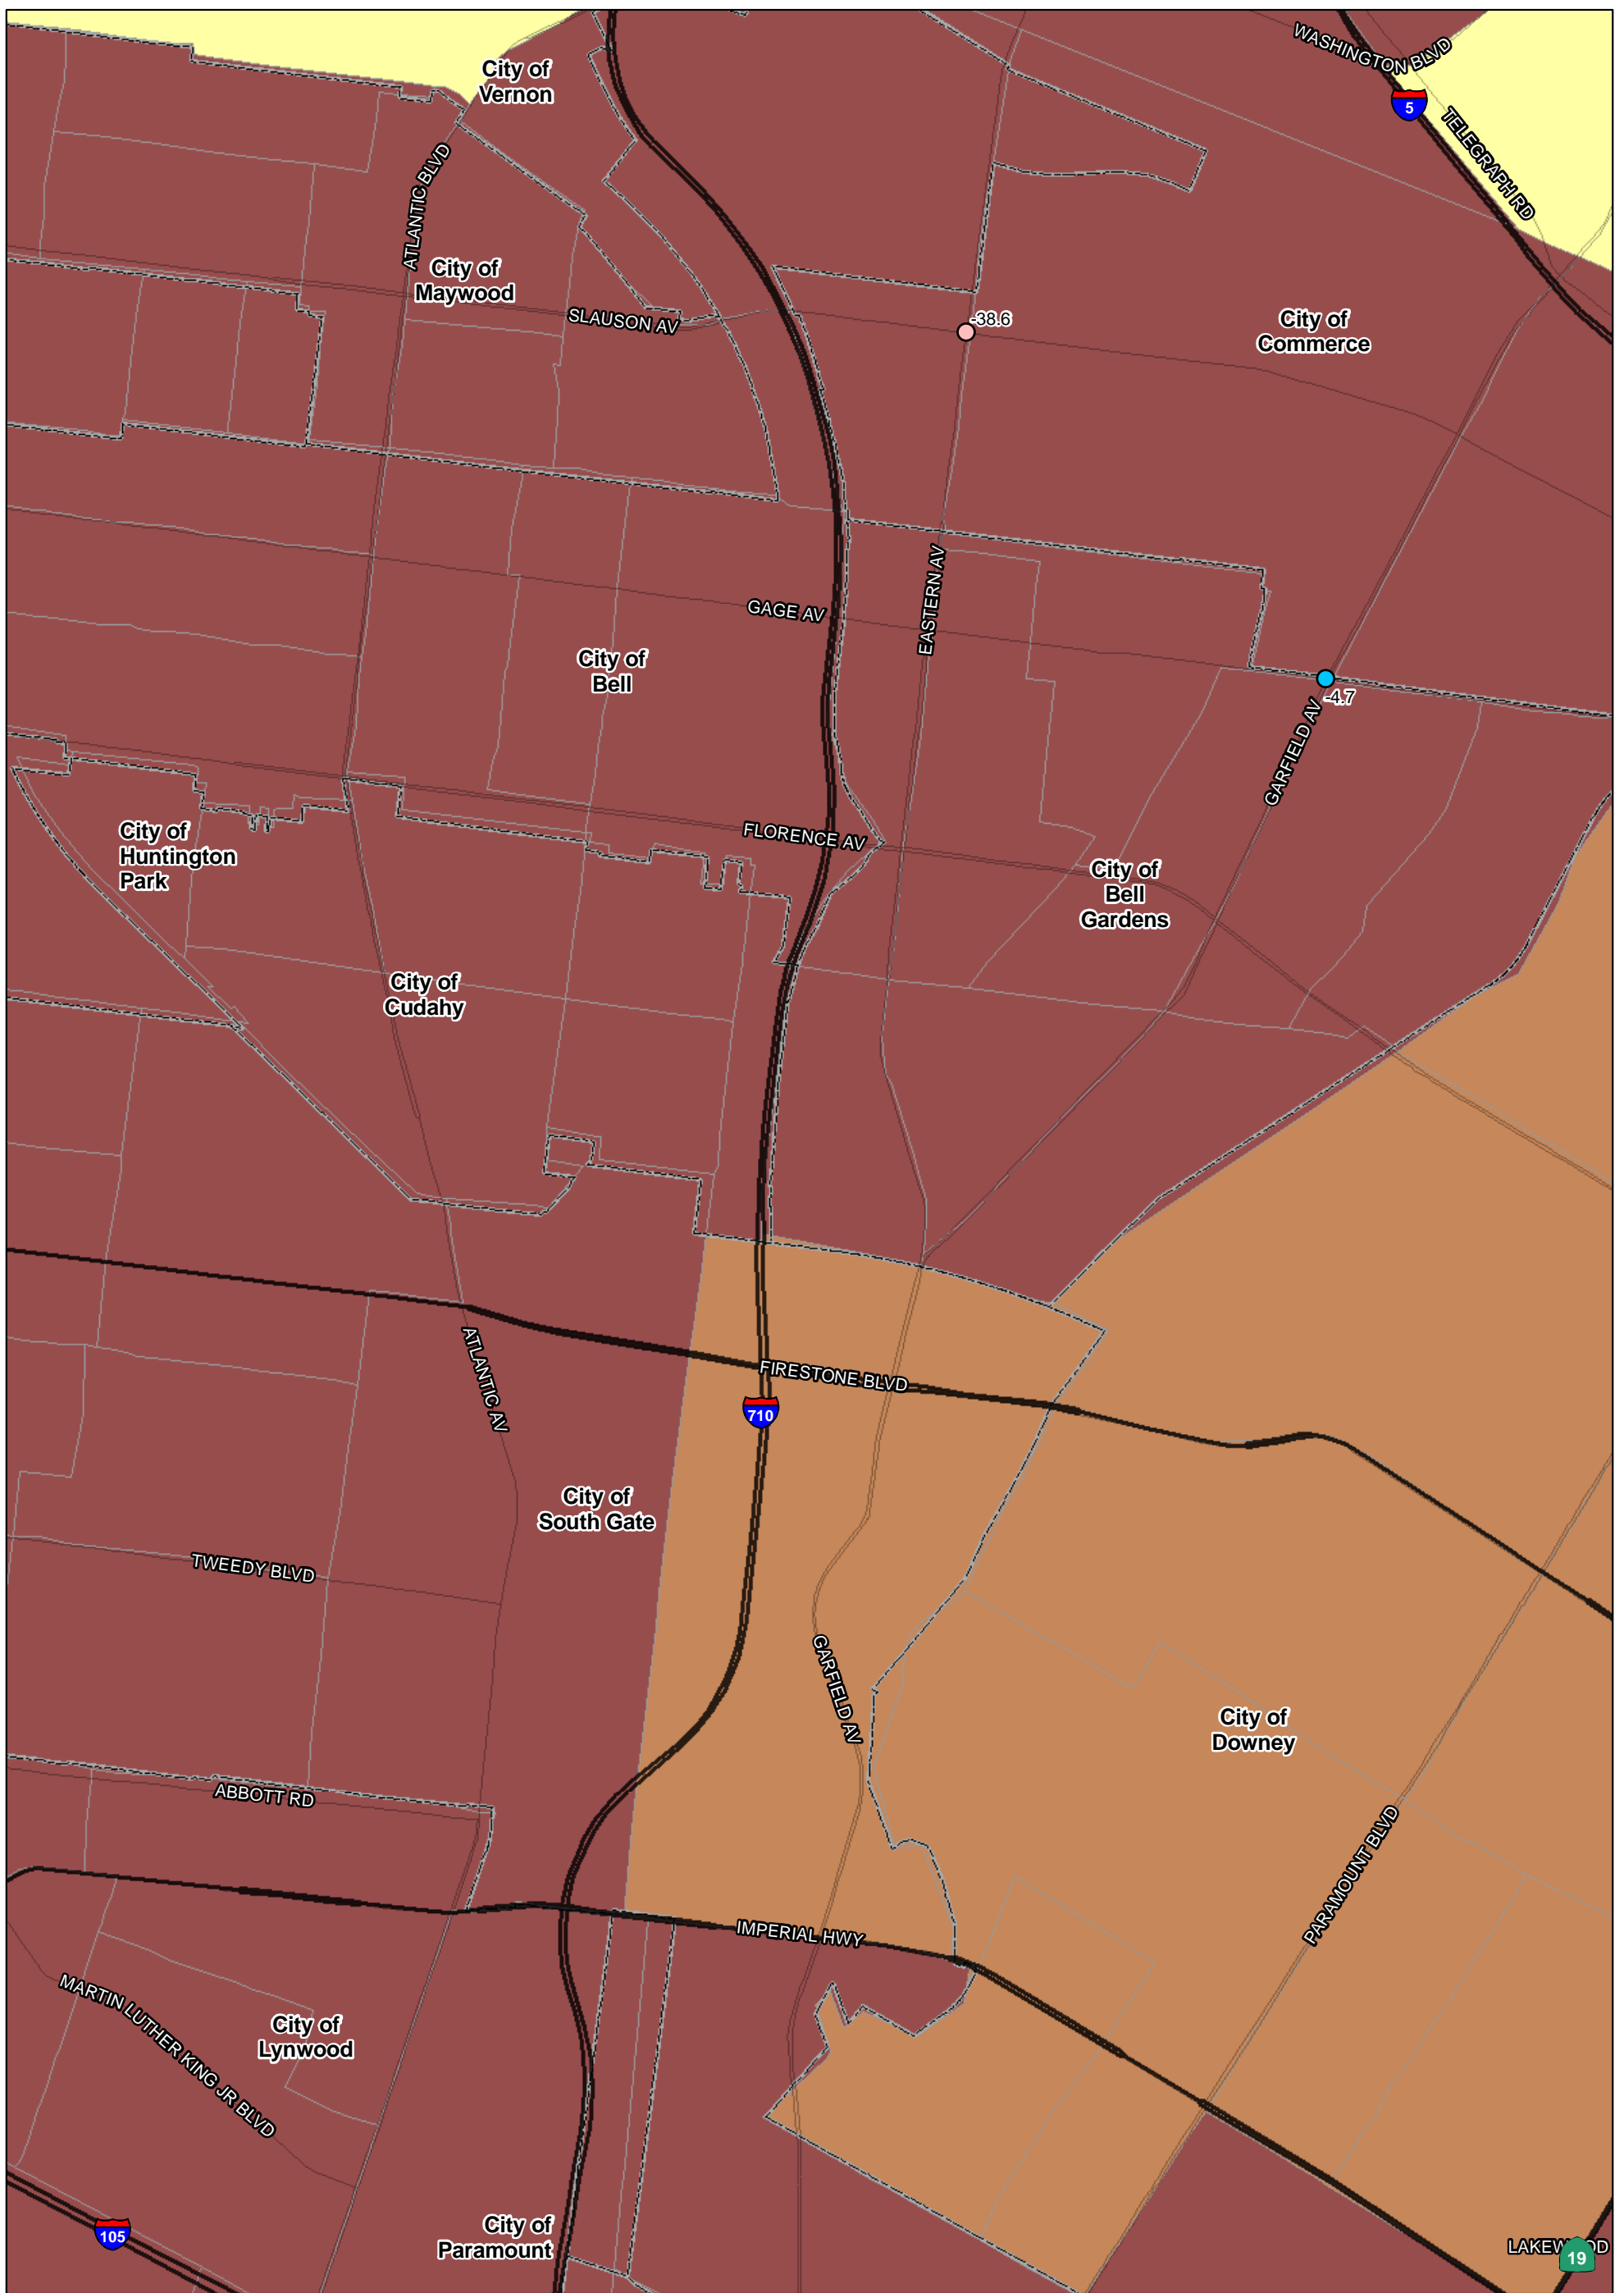 WASHINGTON BLVD
City of
Vernon
5
TELEGRAPH RD
ATLANTIC BLVD
City of
Maywood
SLAUSON AV
-38.6
City of
Commerce
EASTERN AV
GAGE AV
City of
Bell
-4.7
GARFIELD AV
City of
Huntington
Park
FLORENCE AV
City of
Bell
Gardens
City of
Cudahy
ATLANTIC AV
FIRESTONE BLVD
710
City of
South Gate
TWEEDY BLVD
GARFIELD AV
City of
Downey
ABBOTT RD
PARAMOUNT BLVD
IMPERIAL HWY
MARTIN LUTHER KING JR BLVD
City of
Lynwood
105
City of
Paramount
19